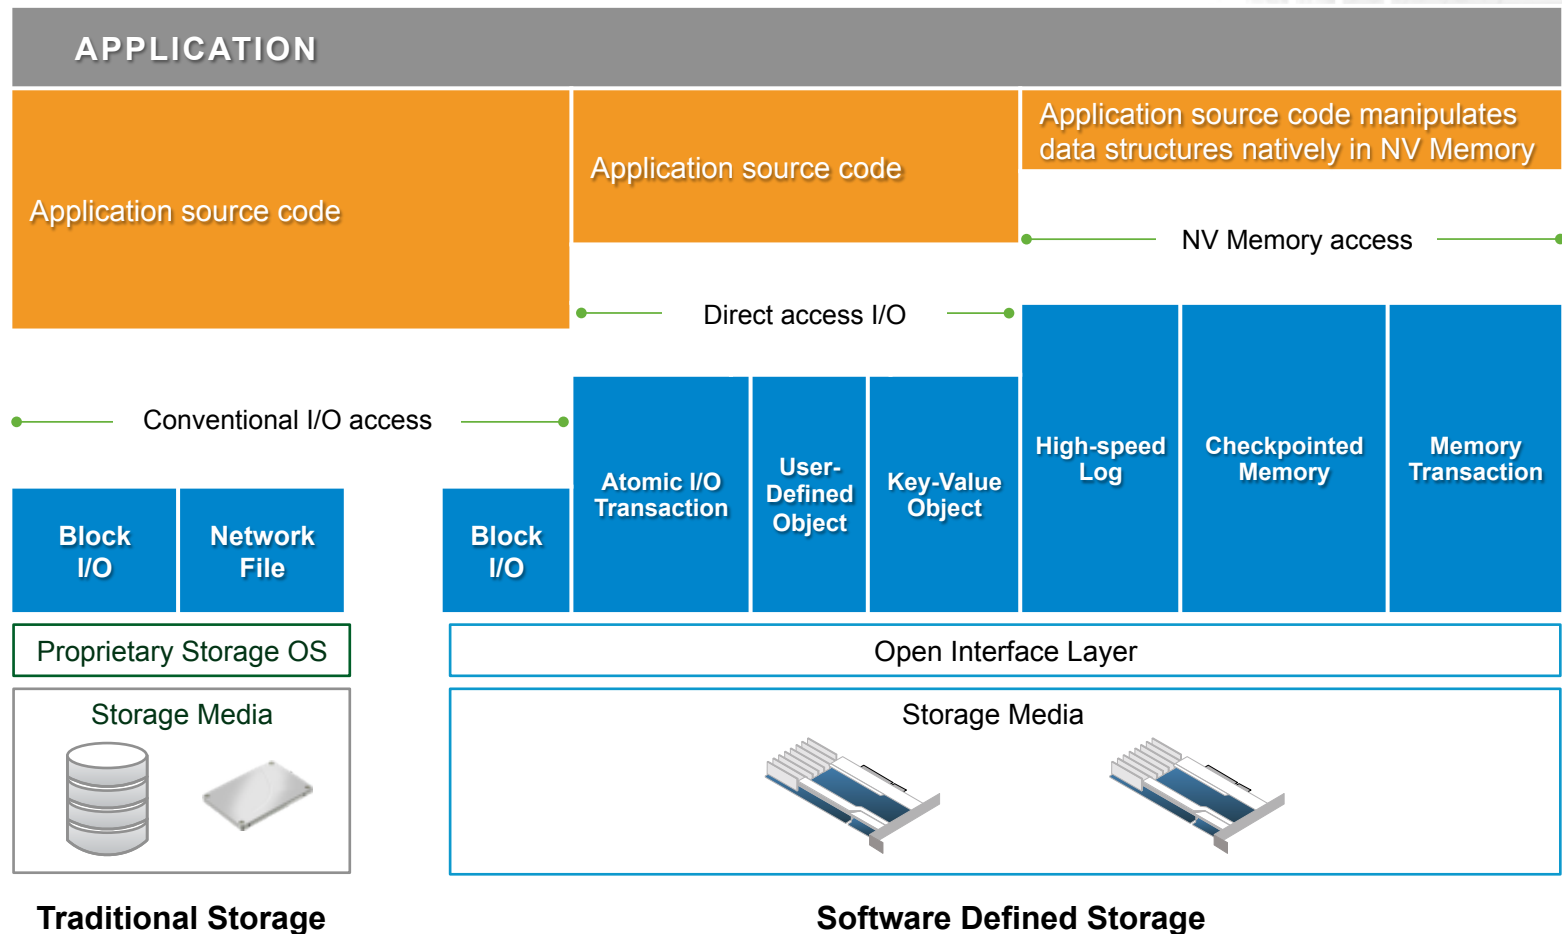 APPLICATION
Application source code
Application source code
Application source code manipulates
data structures natively in NV Memory
NV Memory access
Direct access I/O
Conventional I/O access
Block
I/O
Network
File
Block
I/O
Atomic I/O
Transaction
User-
Defined
Object
Key-Value
Object
High-speed
Log
Checkpointed
Memory
Memory
Transaction
Proprietary Storage OS
Open Interface Layer
Storage Media
Storage Media
Traditional Storage
Software Defined Storage